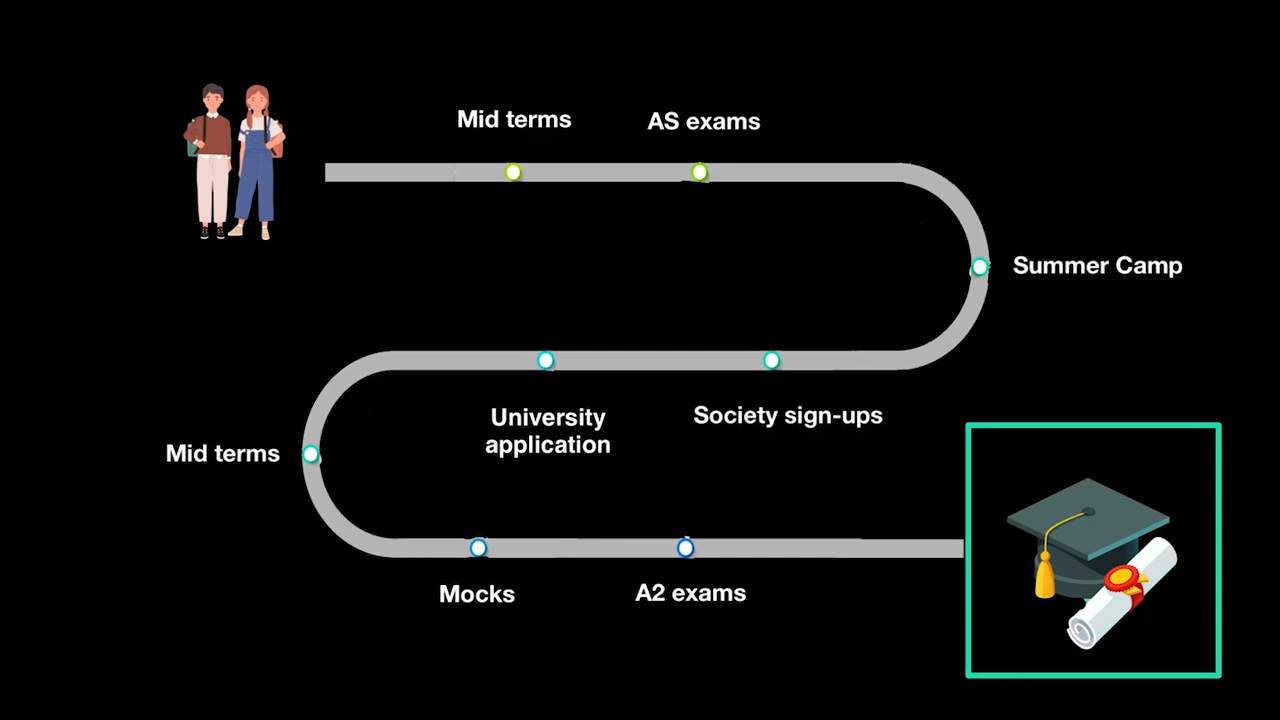 Mid terms
AS exams
Summer Camp
Society sign-ups
University
application
Mid terms
Mocks
A2 exams